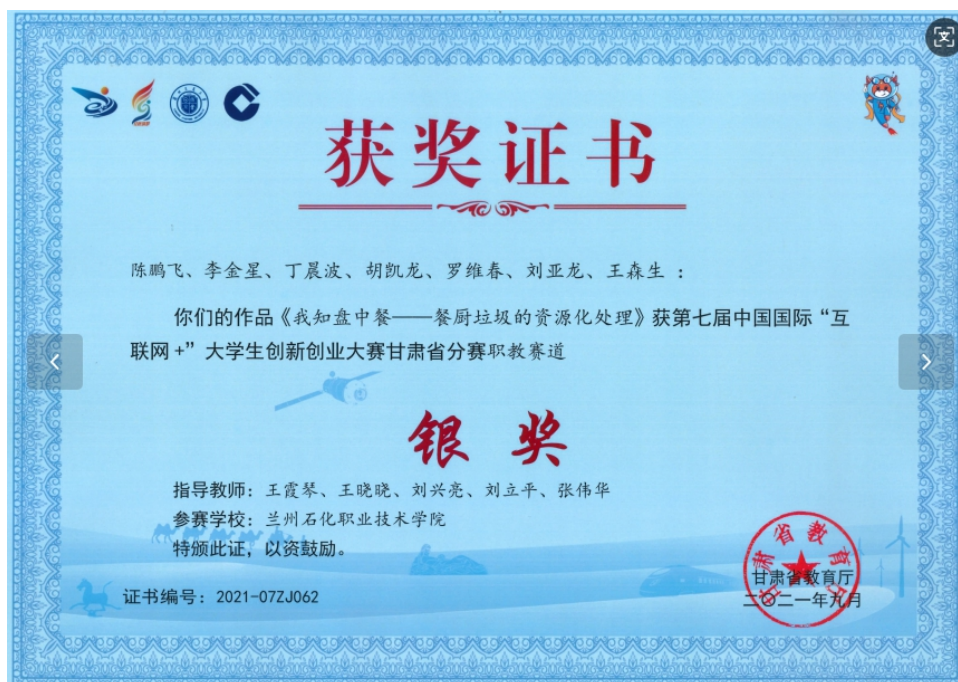 获奖证书
陈鹏飞、李金星、丁晨波、胡凯龙、罗维春、刘亚龙、王森生 :
你们的作品《我知盘中餐——餐厨垃圾的资源化处理》获第七届中国国际“互
联网+”大学生创新创业大赛甘肃省分赛职教赛道
银奖
指导教师：王霞琴、王晓晓、刘兴亮、刘立平、张伟华
参赛学校：兰州石化职业技术学院
特颁此证，以资鼓励。
甘肃省教育厅
甘肃省教育厅
二〇二一年九月
证书编号：2021-07ZJ062